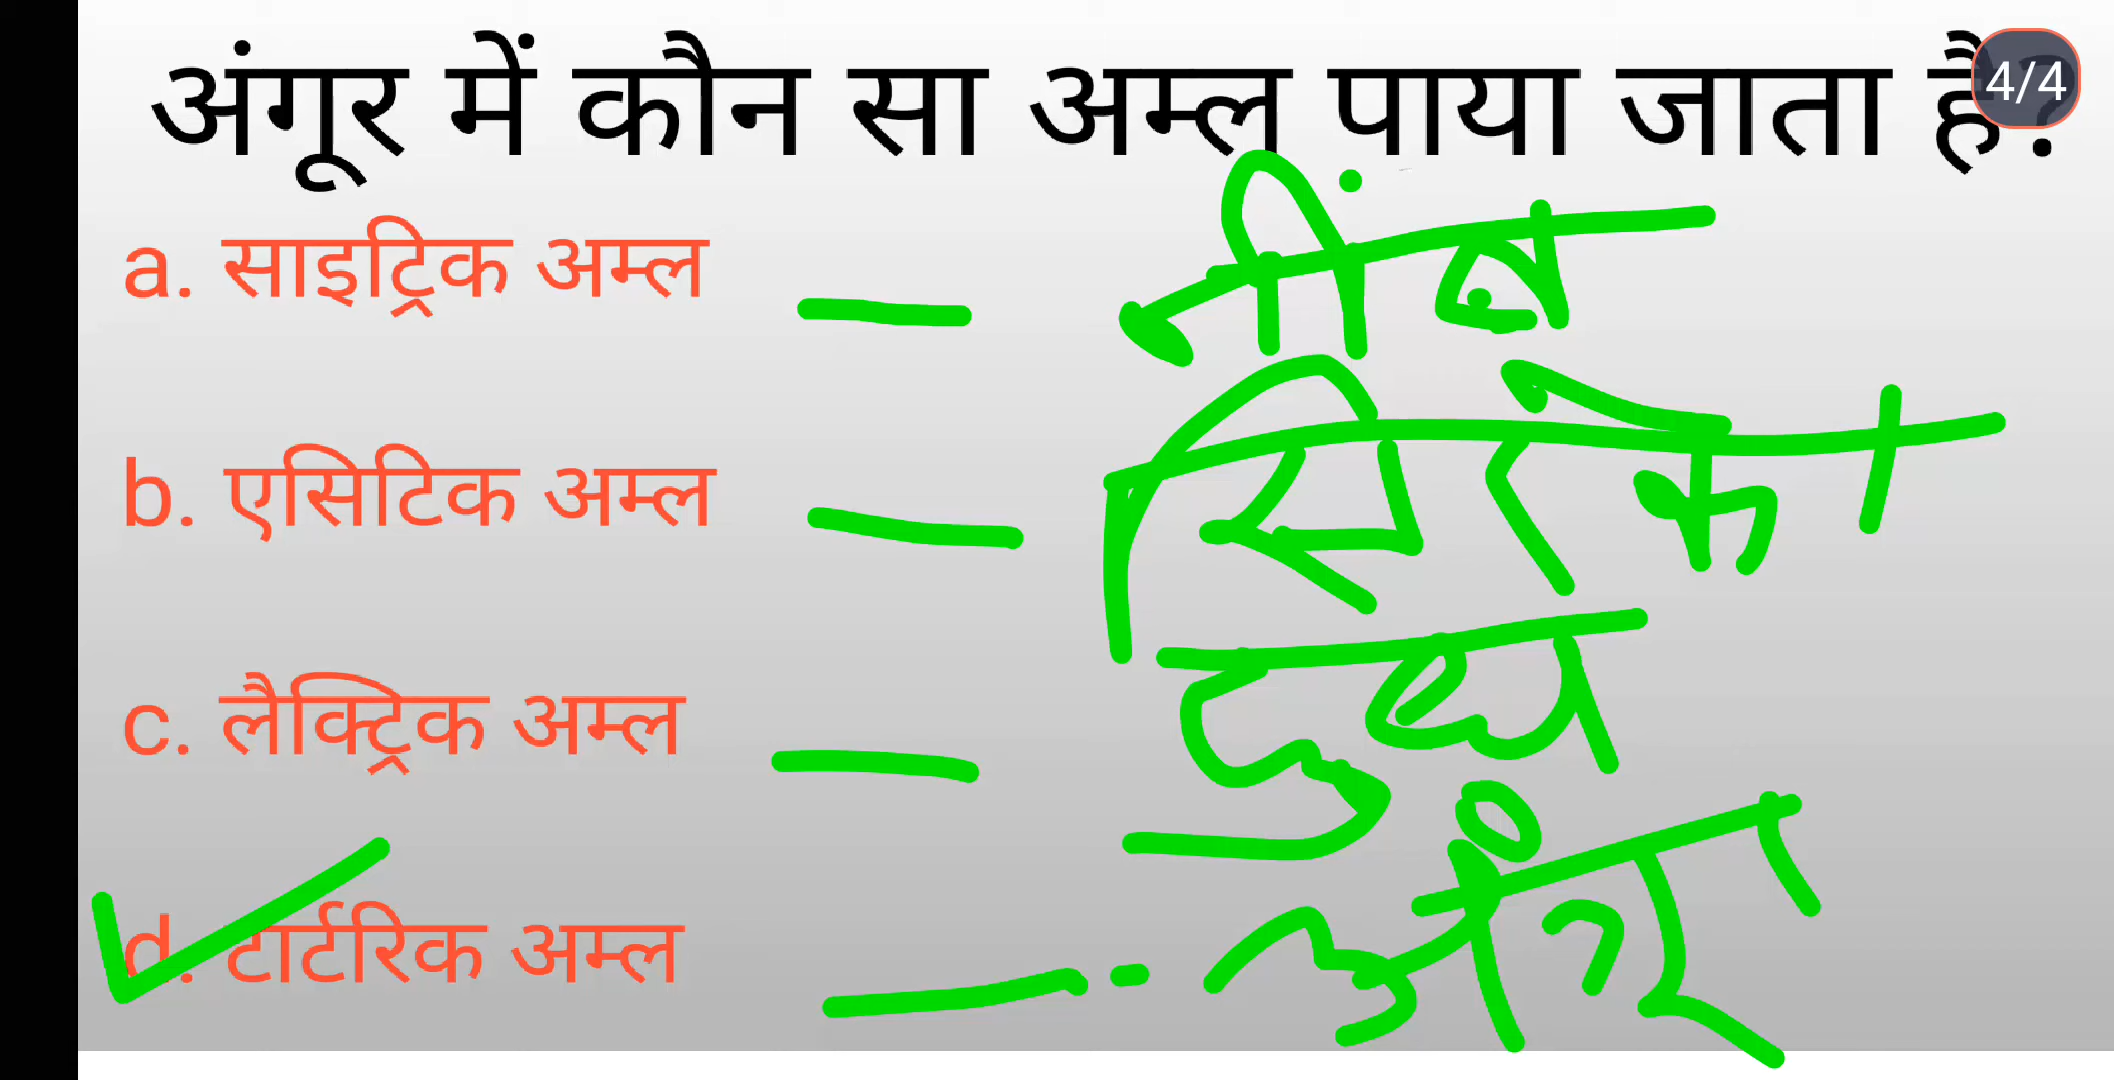 अंगूर में कौन सा अम्ल पाया जाता है?
4/4
a. साइट्रिक अम्ल — नींबू
b. एसिटिक अम्ल — सिरका
c. लैक्ट्रिक अम्ल — दुध
d. टार्टरिक अम्ल —